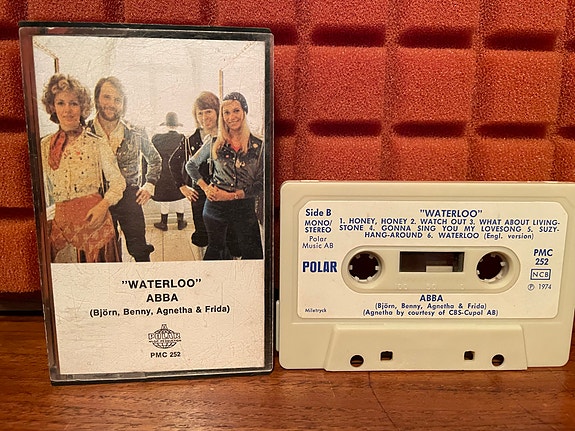 "WATERLOO"
ABBA
(Björn, Benny, Agnetha & Frida)
POLAR
PMC 252
Side B
MONO/
STEREO
Polar
Music AB
POLAR
"WATERLOO"
1. HONEY, HONEY 2. WATCH OUT 3. WHAT ABOUT LIVING-
STONE 4. GONNA SING YOU MY LOVESONG 5. SUZY-
HANG-AROUND 6. WATERLOO (Engl. version)
PMC
252
NCB
℗ 1974
ABBA
(Björn, Benny, Agnetha & Frida)
(Agnetha by courtesy of CBS-Cupol AB)
Miletryck